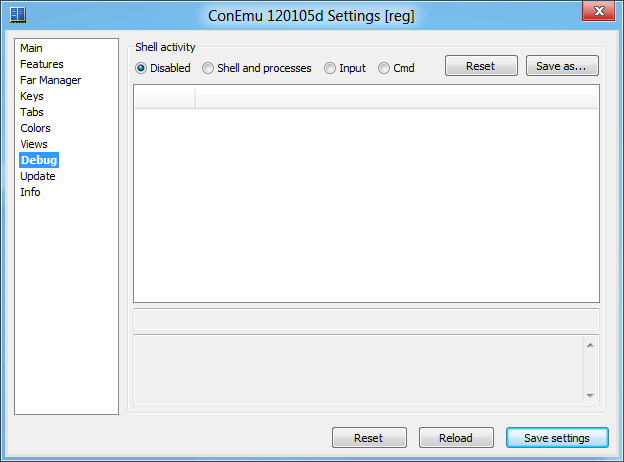 ConEmu 120105d Settings [reg]
Main
Features
Far Manager
Keys
Tabs
Colors
Views
Debug
Update
Info
Shell activity
Disabled Shell and processes Input Cmd Reset Save as...
Reset Reload Save settings